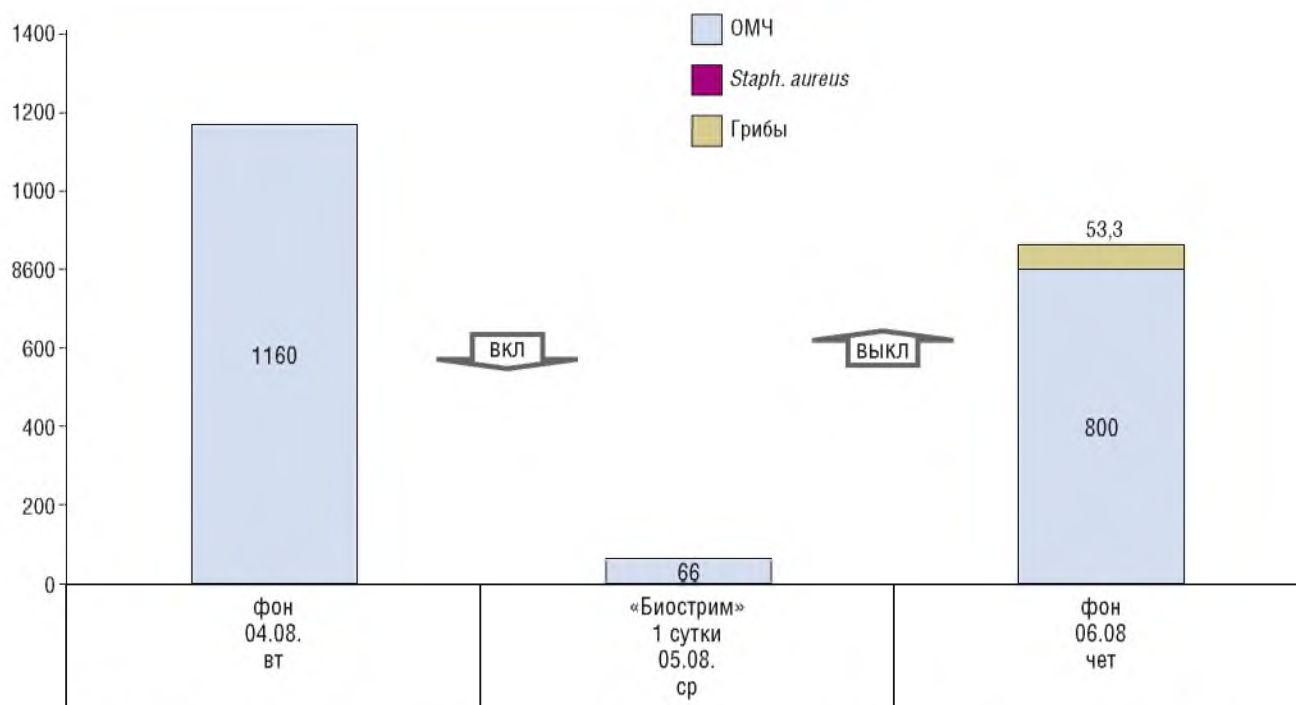 1400
1200
1000
8600
600
400
200
0
ОМЧ
Staph. aureus
Грибы
1160
ВКЛ
66
ВЫКЛ
53,3
800
фон
04.08.
вт
«Биострим»
1 сутки
05.08.
ср
фон
06.08
чет